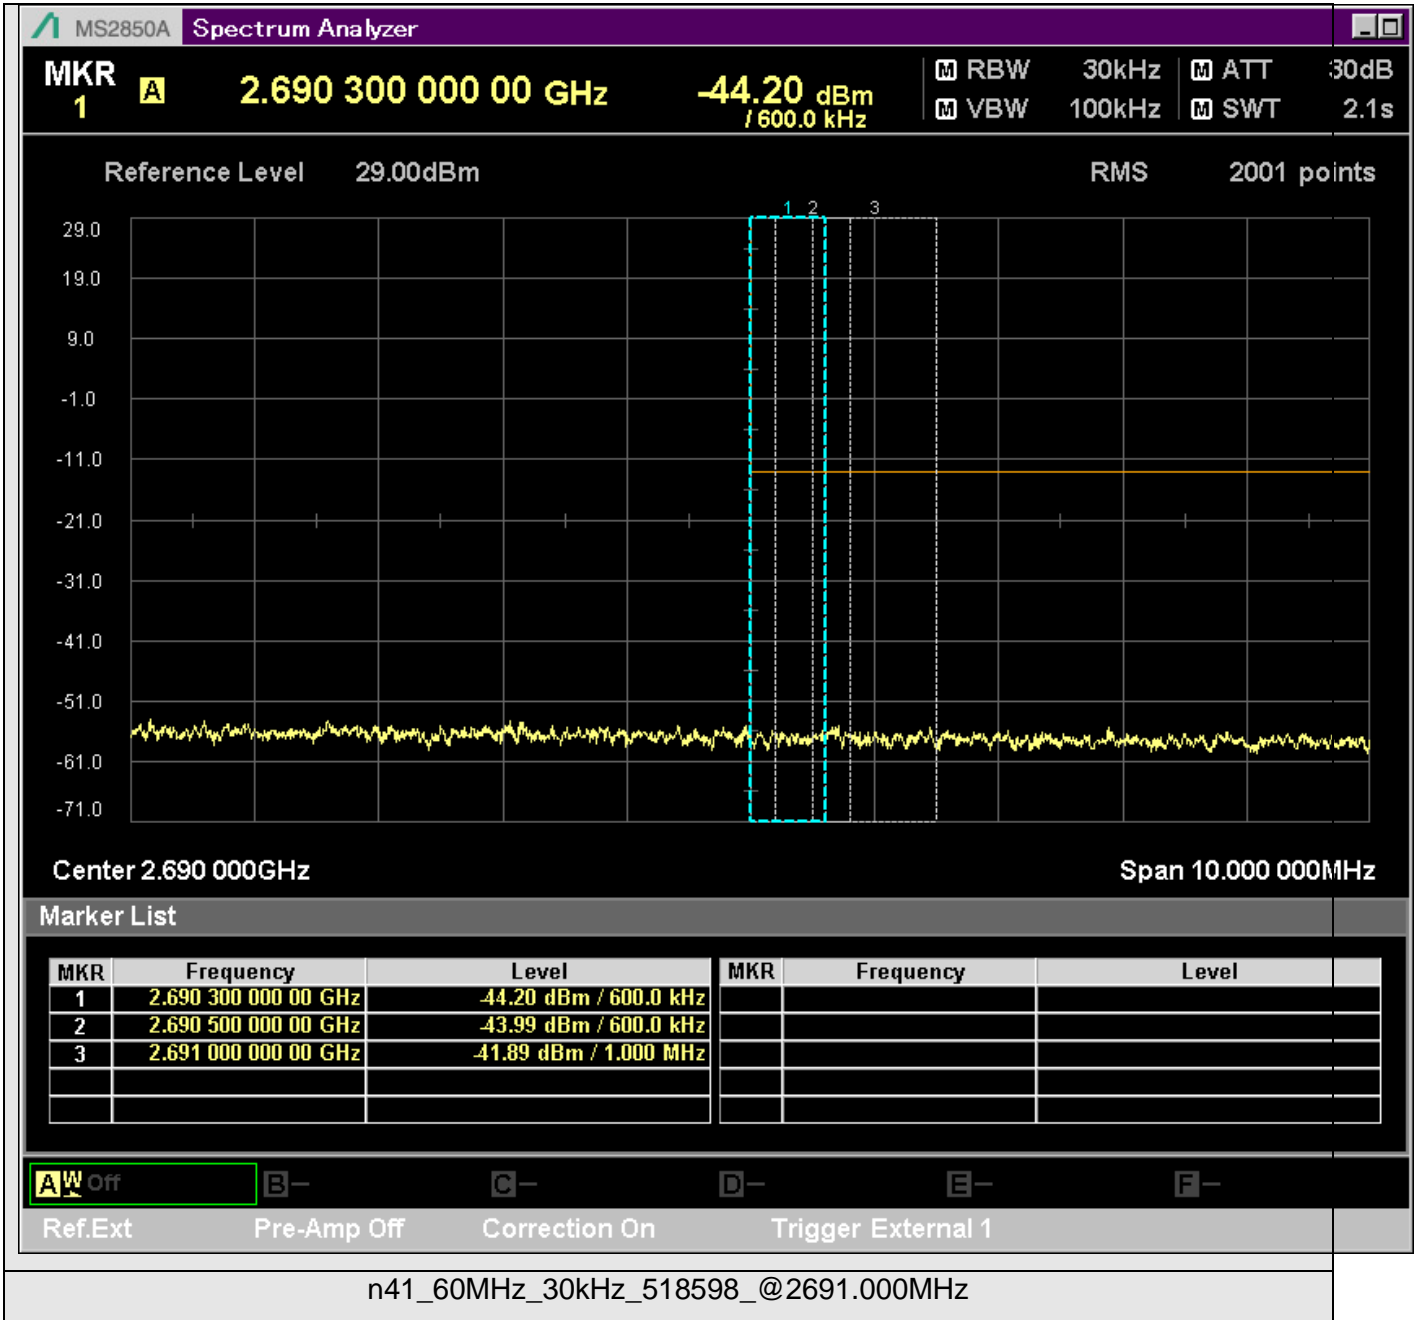 MS2850A Spectrum Analyzer
MKR 1 A 2.690 300 000 00 GHz -44.20 dBm / 600.0 kHz
M RBW 30kHz M ATT 30dB
M VBW 100kHz M SWT 2.1s
Reference Level 29.00dBm RMS 2001 points
1 2 3
29.0
19.0
9.0
-1.0
-11.0
-21.0
-31.0
-41.0
-51.0
-61.0
-71.0
Center 2.690 000GHz Span 10.000 000MHz
Marker List
MKR Frequency Level MKR Frequency Level
1 2.690 300 000 00 GHz -44.20 dBm / 600.0 kHz
2 2.690 500 000 00 GHz -43.99 dBm / 600.0 kHz
3 2.691 000 000 00 GHz -41.89 dBm / 1.000 MHz
A W Off B- C- D- E- F-
Ref.Ext Pre-Amp Off Correction On Trigger External 1
n41_60MHz_30kHz_518598_@2691.000MHz